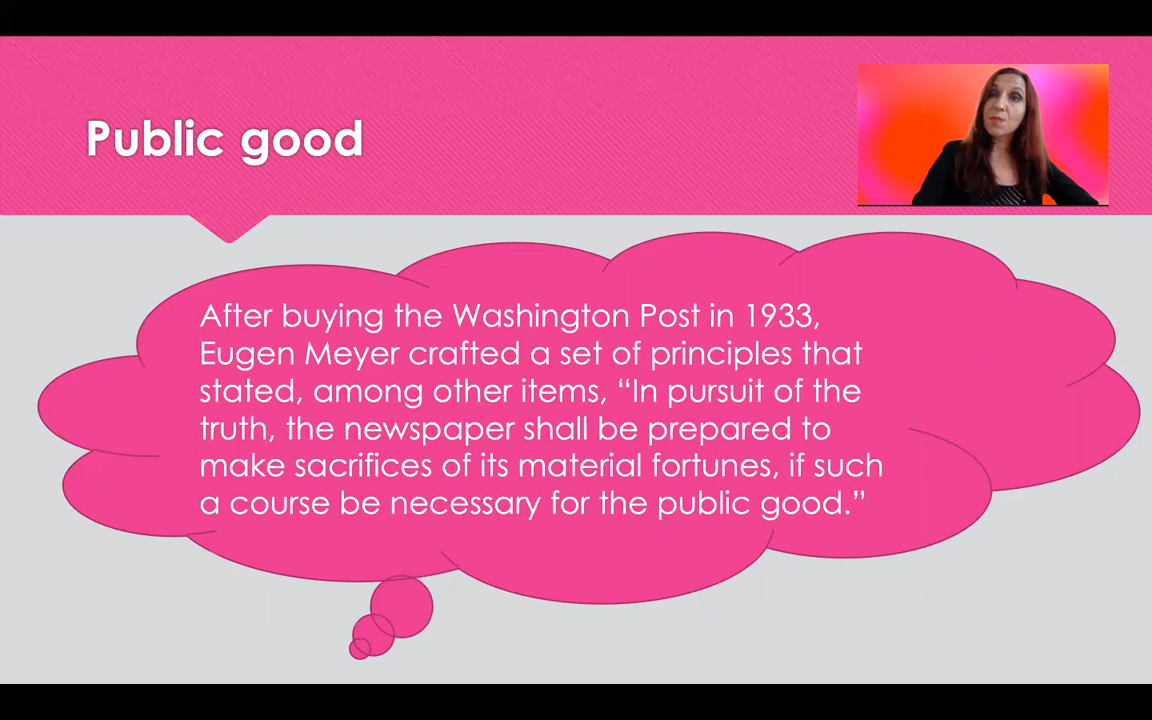 Public good
After buying the Washington Post in 1933,
Eugen Meyer crafted a set of principles that
stated, among other items, “In pursuit of the
truth, the newspaper shall be prepared to
make sacrifices of its material fortunes, if such
a course be necessary for the public good.”